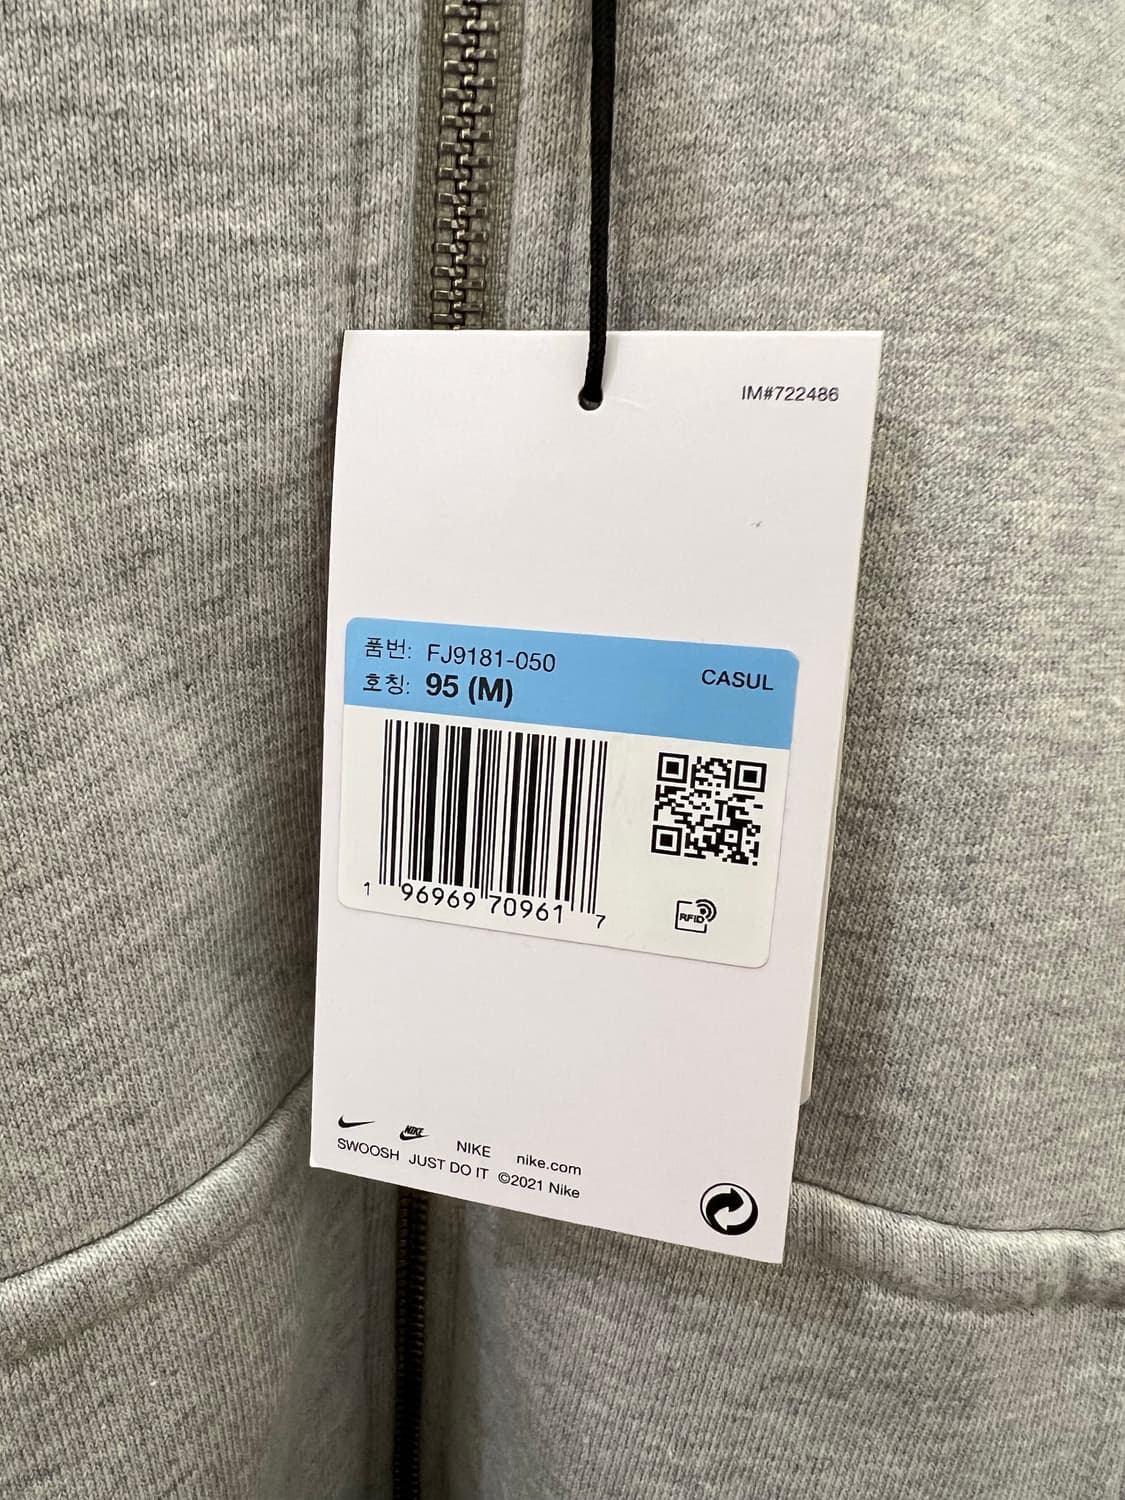 IM#722486
품번: FJ9181-050
호칭: 95 (M)
CASUL
1 96969 70961 7
RFID
NIKE
NIKE nike.com
SWOOSH JUST DO IT ©2021 Nike